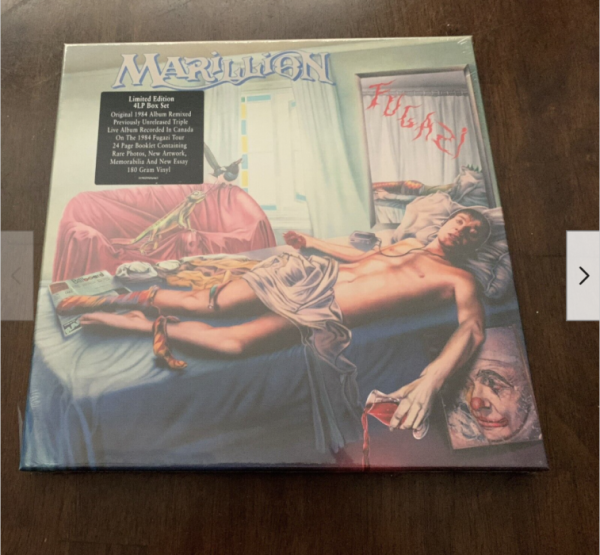 MARILLION
FUGAZI
Limited Edition
4LP Box Set
Original 1984 Album Remixed
Previously Unreleased Triple
Live Album Recorded In Canada
On The 1984 Fugazi Tour
24 Page Booklet Containing
Rare Photos, New Artwork,
Memorabilia And New Essay
180 Gram Vinyl